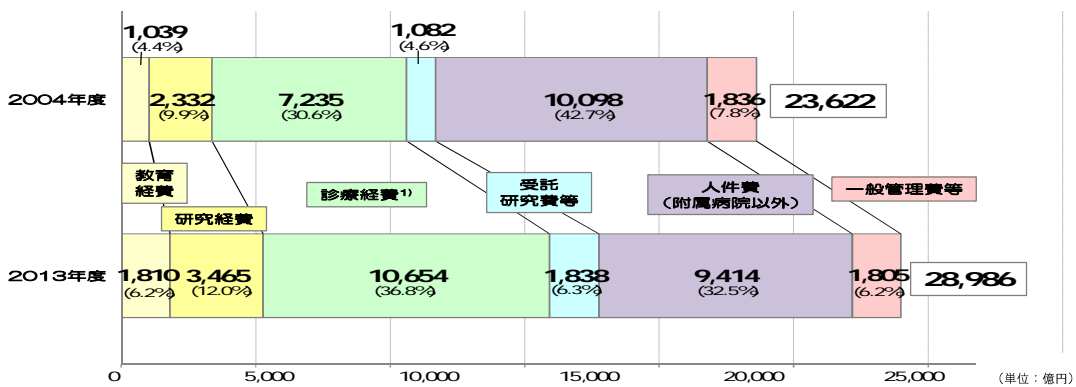 1,039
(4.4%)
1,082
(4.6%)
2004年度
2,332
(9.9%)
7,235
(30.6%)
10,098
(42.7%)
1,836
(7.8%)
23,622
教育
経費
研究経費
診療経費1)
受託
研究費等
人件費
（附属病院以外）
一般管理費等
2013年度
1,810
(6.2%)
3,465
(12.0%)
10,654
(36.8%)
1,838
(6.3%)
9,414
(32.5%)
1,805
(6.2%)
28,986
0 5,000 10,000 15,000 20,000 25,000
（単位：億円）